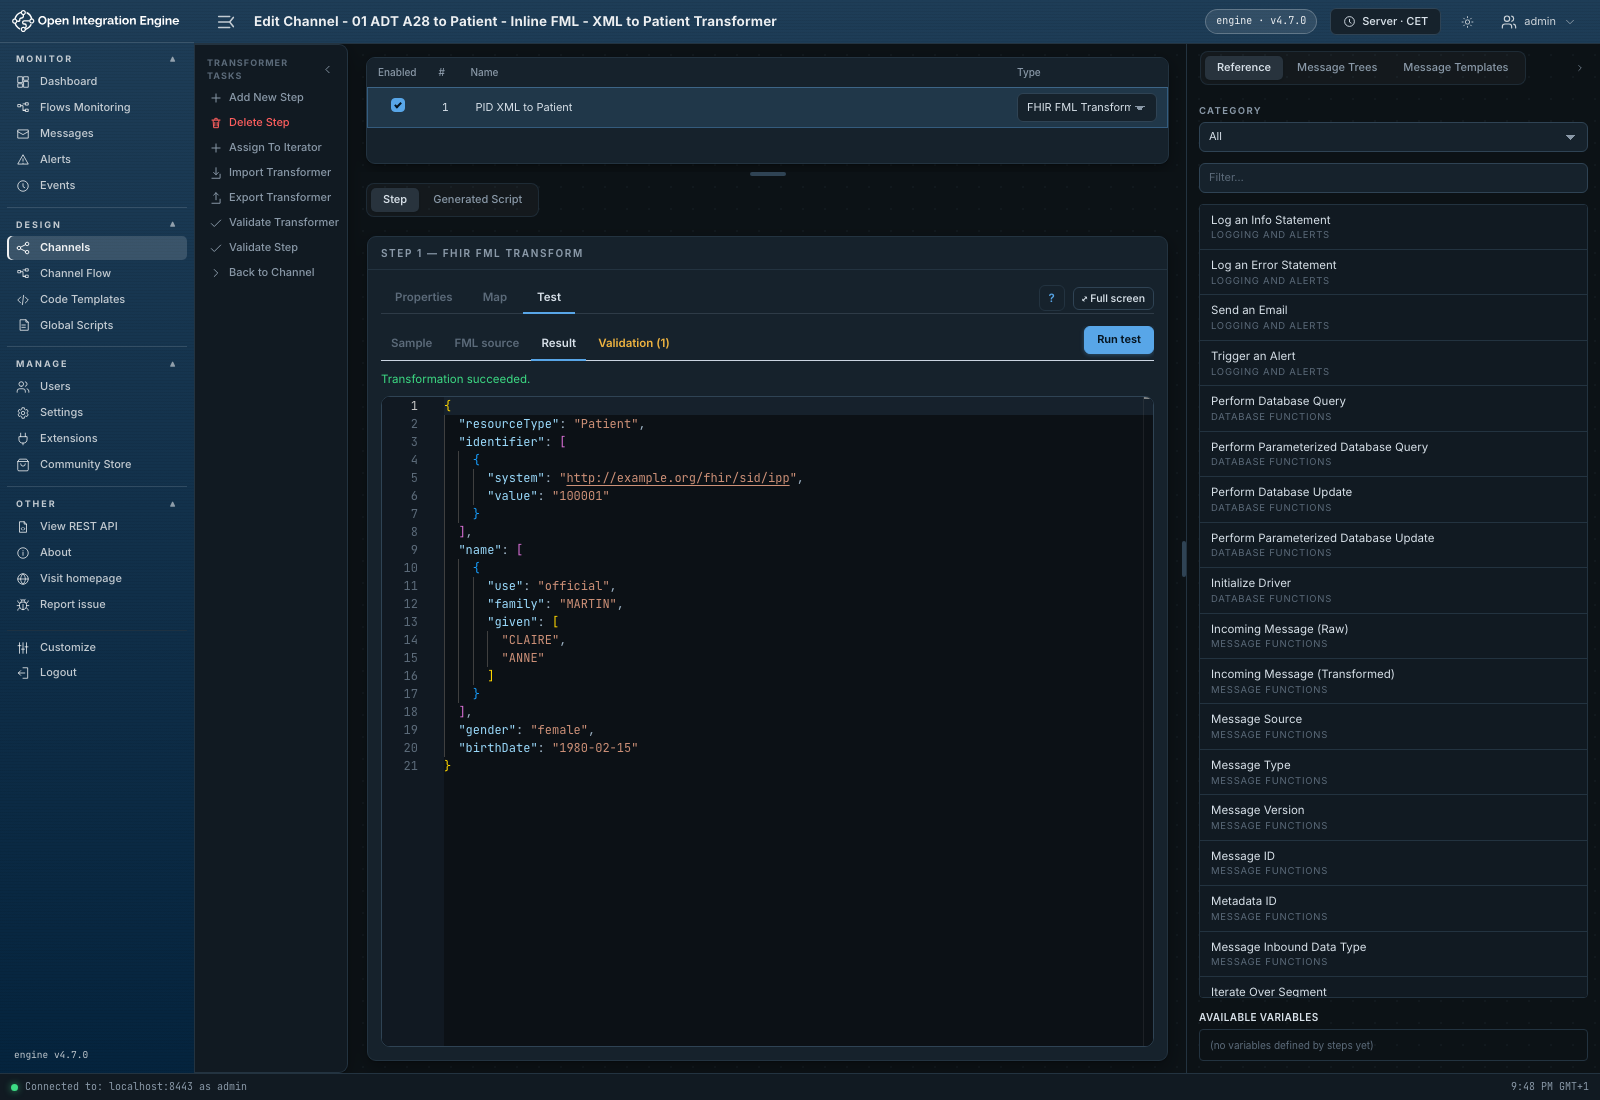 Open Integration Engine
Edit Channel - 01 ADT A28 to Patient - Inline FML - XML to Patient Transformer
engine · v4.7.0
Server · CET
admin
MONITOR
Dashboard
Flows Monitoring
Messages
Alerts
Events
DESIGN
Channels
Channel Flow
Code Templates
Global Scripts
MANAGE
Users
Settings
Extensions
Community Store
OTHER
View REST API
About
Visit homepage
Report issue
Customize
Logout
engine v4.7.0
TRANSFORMER
TASKS
Add New Step
Delete Step
Assign To Iterator
Import Transformer
Export Transformer
Validate Transformer
Validate Step
Back to Channel
Enabled # Name Type
1 PID XML to Patient FHIR FML Transform
Step Generated Script
STEP 1 — FHIR FML TRANSFORM
Properties Map Test
? Full screen
Sample FML source Result Validation (1)
Run test
Transformation succeeded.
1 {
2 "resourceType": "Patient",
3 "identifier": [
4 {
5 "system": "http://example.org/fhir/sid/ipp",
6 "value": "100001"
7 }
8 ],
9 "name": [
10 {
11 "use": "official",
12 "family": "MARTIN",
13 "given": [
14 "CLAIRE",
15 "ANNE"
16 ]
17 }
18 ],
19 "gender": "female",
20 "birthDate": "1980-02-15"
21 }
Reference Message Trees Message Templates
CATEGORY
All
Filter...
Log an Info Statement
LOGGING AND ALERTS
Log an Error Statement
LOGGING AND ALERTS
Send an Email
LOGGING AND ALERTS
Trigger an Alert
LOGGING AND ALERTS
Perform Database Query
DATABASE FUNCTIONS
Perform Parameterized Database Query
DATABASE FUNCTIONS
Perform Database Update
DATABASE FUNCTIONS
Perform Parameterized Database Update
DATABASE FUNCTIONS
Initialize Driver
DATABASE FUNCTIONS
Incoming Message (Raw)
MESSAGE FUNCTIONS
Incoming Message (Transformed)
MESSAGE FUNCTIONS
Message Source
MESSAGE FUNCTIONS
Message Type
MESSAGE FUNCTIONS
Message Version
MESSAGE FUNCTIONS
Message ID
MESSAGE FUNCTIONS
Metadata ID
MESSAGE FUNCTIONS
Message Inbound Data Type
MESSAGE FUNCTIONS
Iterate Over Segment
AVAILABLE VARIABLES
(no variables defined by steps yet)
Connected to: localhost:8443 as admin
9:48 PM GMT+1